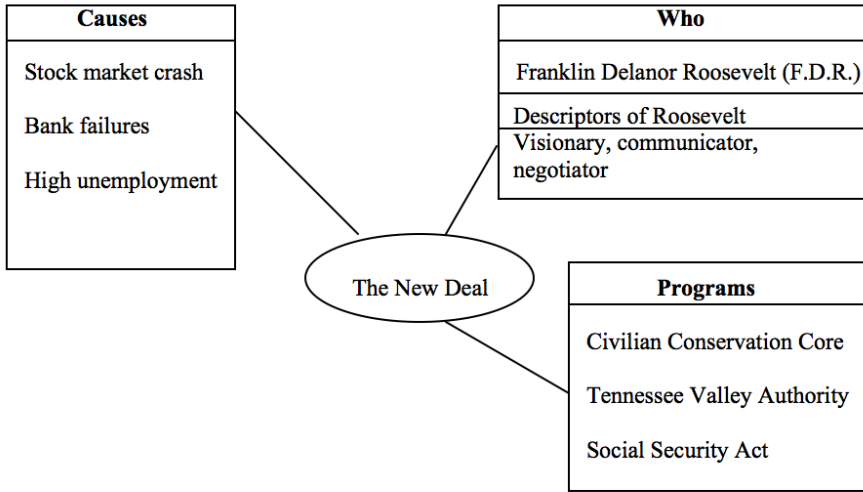 Causes
Stock market crash
Bank failures
High unemployment
Who
Franklin Delanor Roosevelt (F.D.R.)
Descriptors of Roosevelt
Visionary, communicator,
negotiator
The New Deal
Programs
Civilian Conservation Core
Tennessee Valley Authority
Social Security Act